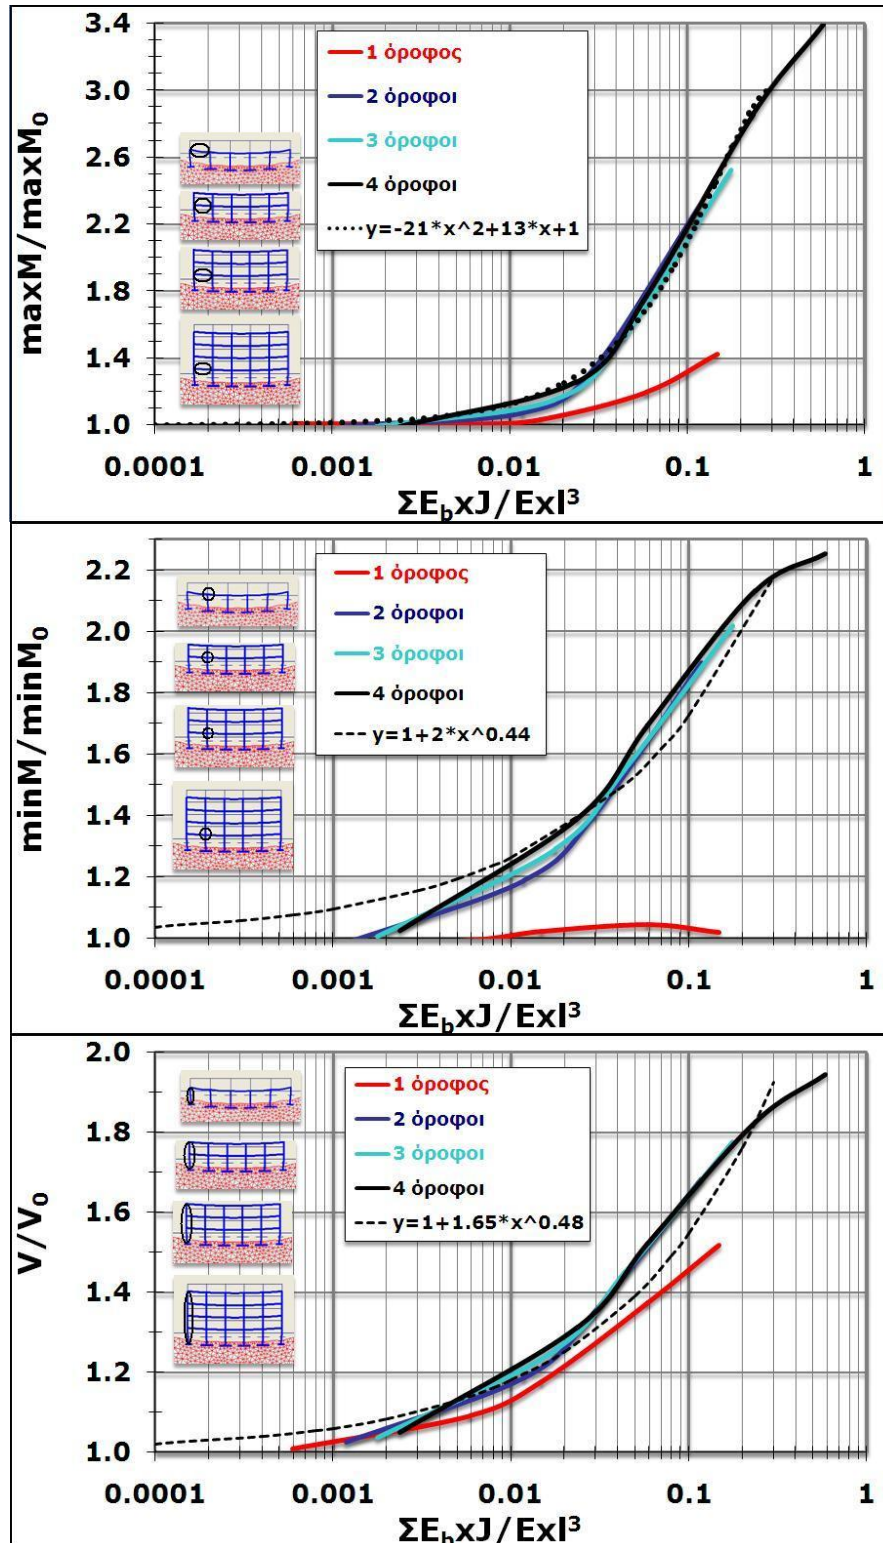 3.4
3.0
2.6
2.2
1.8
1.4
1.0
maxM/maxM₀
1 όροφος
2 όροφοι
3 όροφοι
4 όροφοι
y=-21*x^2+13*x+1
0.0001 0.001 0.01 0.1 1
ΣE_bxJ/Exl³
2.2
2.0
1.8
1.6
1.4
1.2
1.0
minM/minM₀
1 όροφος
2 όροφοι
3 όροφοι
4 όροφοι
y=1+2*x^0.44
0.0001 0.001 0.01 0.1 1
ΣE_bxJ/Exl³
2.0
1.8
1.6
1.4
1.2
1.0
V/V₀
1 όροφος
2 όροφοι
3 όροφοι
4 όροφοι
y=1+1.65*x^0.48
0.0001 0.001 0.01 0.1 1
ΣE_bxJ/Exl³